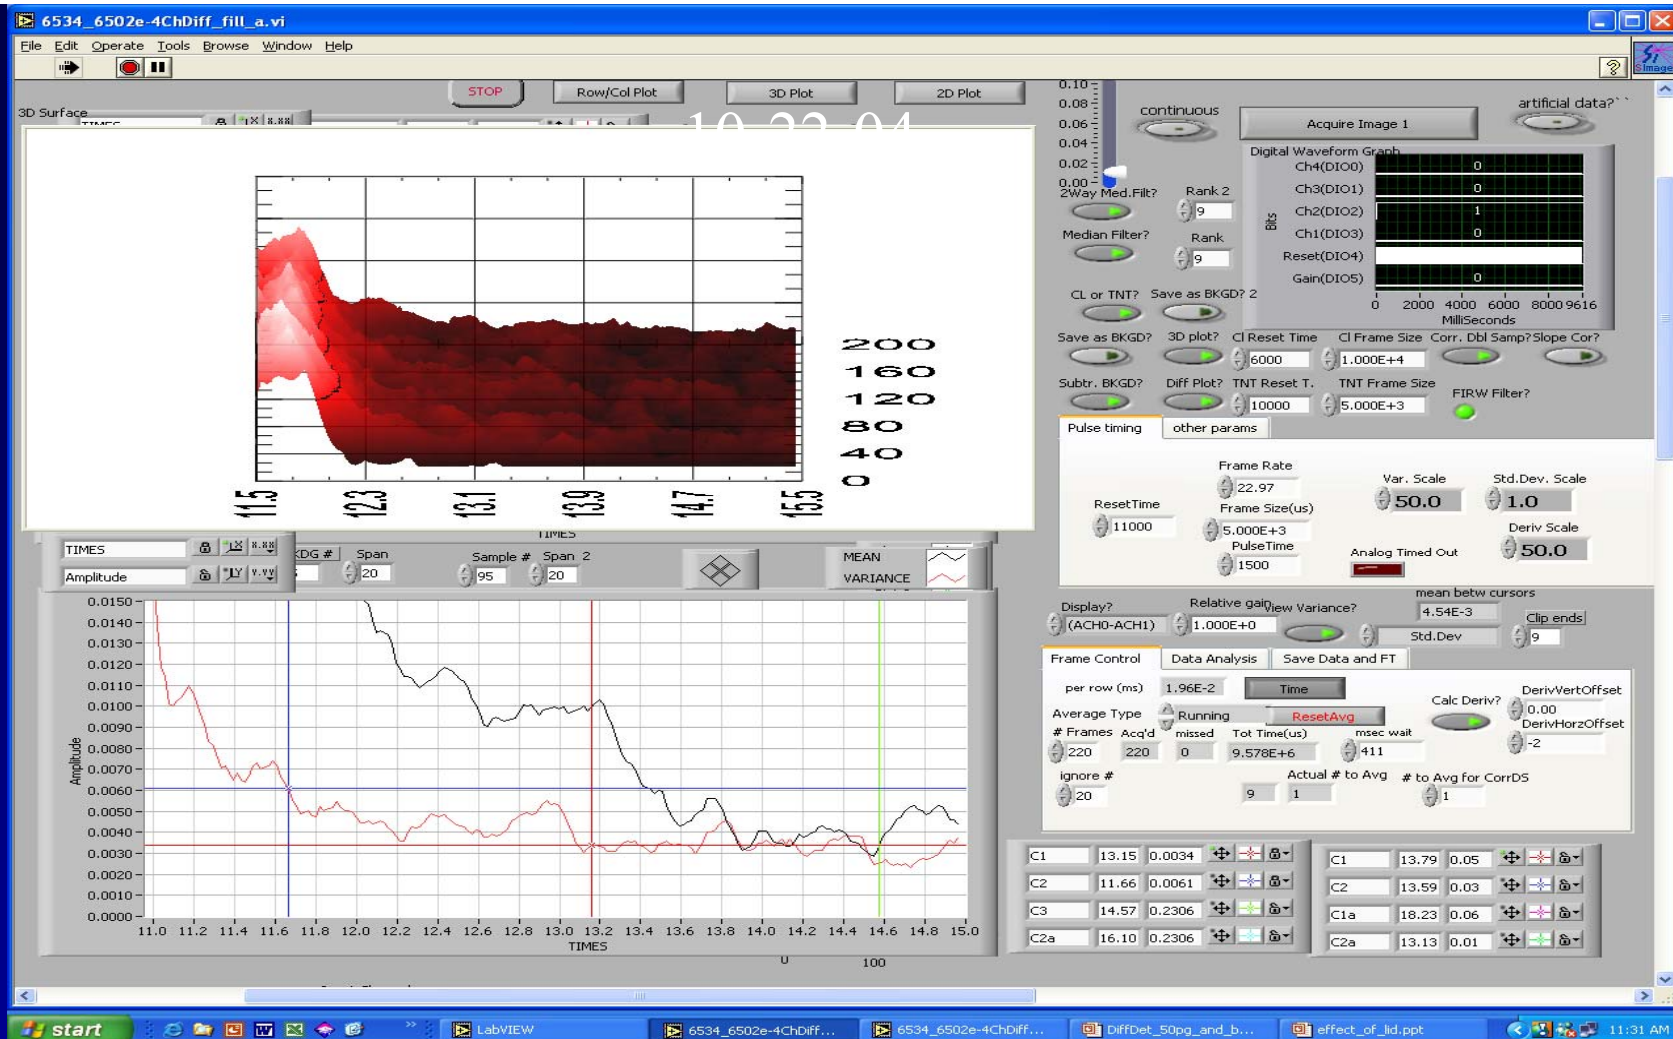 6534_6502e-4ChDiff_fill_a.vi
File Edit Operate Tools Browse Window Help
SImage
STOP Row/Col Plot 3D Plot 2D Plot
3D Surface
TIMES
10-22-04
200
160
120
80
40
0
11.5 12.3 13.1 13.9 14.7 15.5
TIMES
0.10
0.08
0.06
0.04
0.02
0.00
continuous
Acquire Image 1
artificial data?``
Digital Waveform Graph
Bits
Ch4(DIO0) 0
Ch3(DIO1) 0
Ch2(DIO2) 1
Ch1(DIO3) 0
Reset(DIO4)
Gain(DIO5) 0
0 2000 4000 6000 8000 9616
MilliSeconds
2Way Med.Filt? Rank 2
9
Median Filter? Rank
9
CL or TNT? Save as BKGD? 2
Save as BKGD? 3D plot? Cl Reset Time Cl Frame Size Corr. Dbl Samp? Slope Cor?
6000 1.000E+4
Subtr. BKGD? Diff Plot? TNT Reset T. TNT Frame Size
10000 5.000E+3
FIRW Filter?
Pulse timing other params
Frame Rate
22.97
ResetTime
11000
Frame Size(us)
5.000E+3
PulseTime
1500
Var. Scale
50.0
Std.Dev. Scale
1.0
Deriv Scale
50.0
Analog Timed Out
TIMES
Amplitude
KDG # Span
20
Sample # Span 2
95 20
MEAN
VARIANCE
Display?
(ACH0-ACH1)
Relative gain
1.000E+0
View Variance?
mean betw cursors
4.54E-3
Std.Dev
Clip ends
9
Frame Control Data Analysis Save Data and FT
per row (ms) 1.96E-2 Time
Average Type Running ResetAvg
Calc Deriv?
DerivVertOffset
0.00
DerivHorzOffset
-2
# Frames Acq'd missed Tot Time(us) msec wait
220 220 0 9.578E+6 411
ignore # Actual # to Avg # to Avg for CorrDS
20 9 1 1
Amplitude
0.0150
0.0140
0.0130
0.0120
0.0110
0.0100
0.0090
0.0080
0.0070
0.0060
0.0050
0.0040
0.0030
0.0020
0.0010
0.0000
11.0 11.2 11.4 11.6 11.8 12.0 12.2 12.4 12.6 12.8 13.0 13.2 13.4 13.6 13.8 14.0 14.2 14.4 14.6 14.8 15.0
TIMES
100
C1 13.15 0.0034
C2 11.66 0.0061
C3 14.57 0.2306
C2a 16.10 0.2306
C1 13.79 0.05
C2 13.59 0.03
C1a 18.23 0.06
C2a 13.13 0.01
start
LabVIEW
6534_6502e-4ChDiff...
6534_6502e-4ChDiff...
DiffDet_50pg_and_b...
effect_of_lid.ppt
11:31 AM